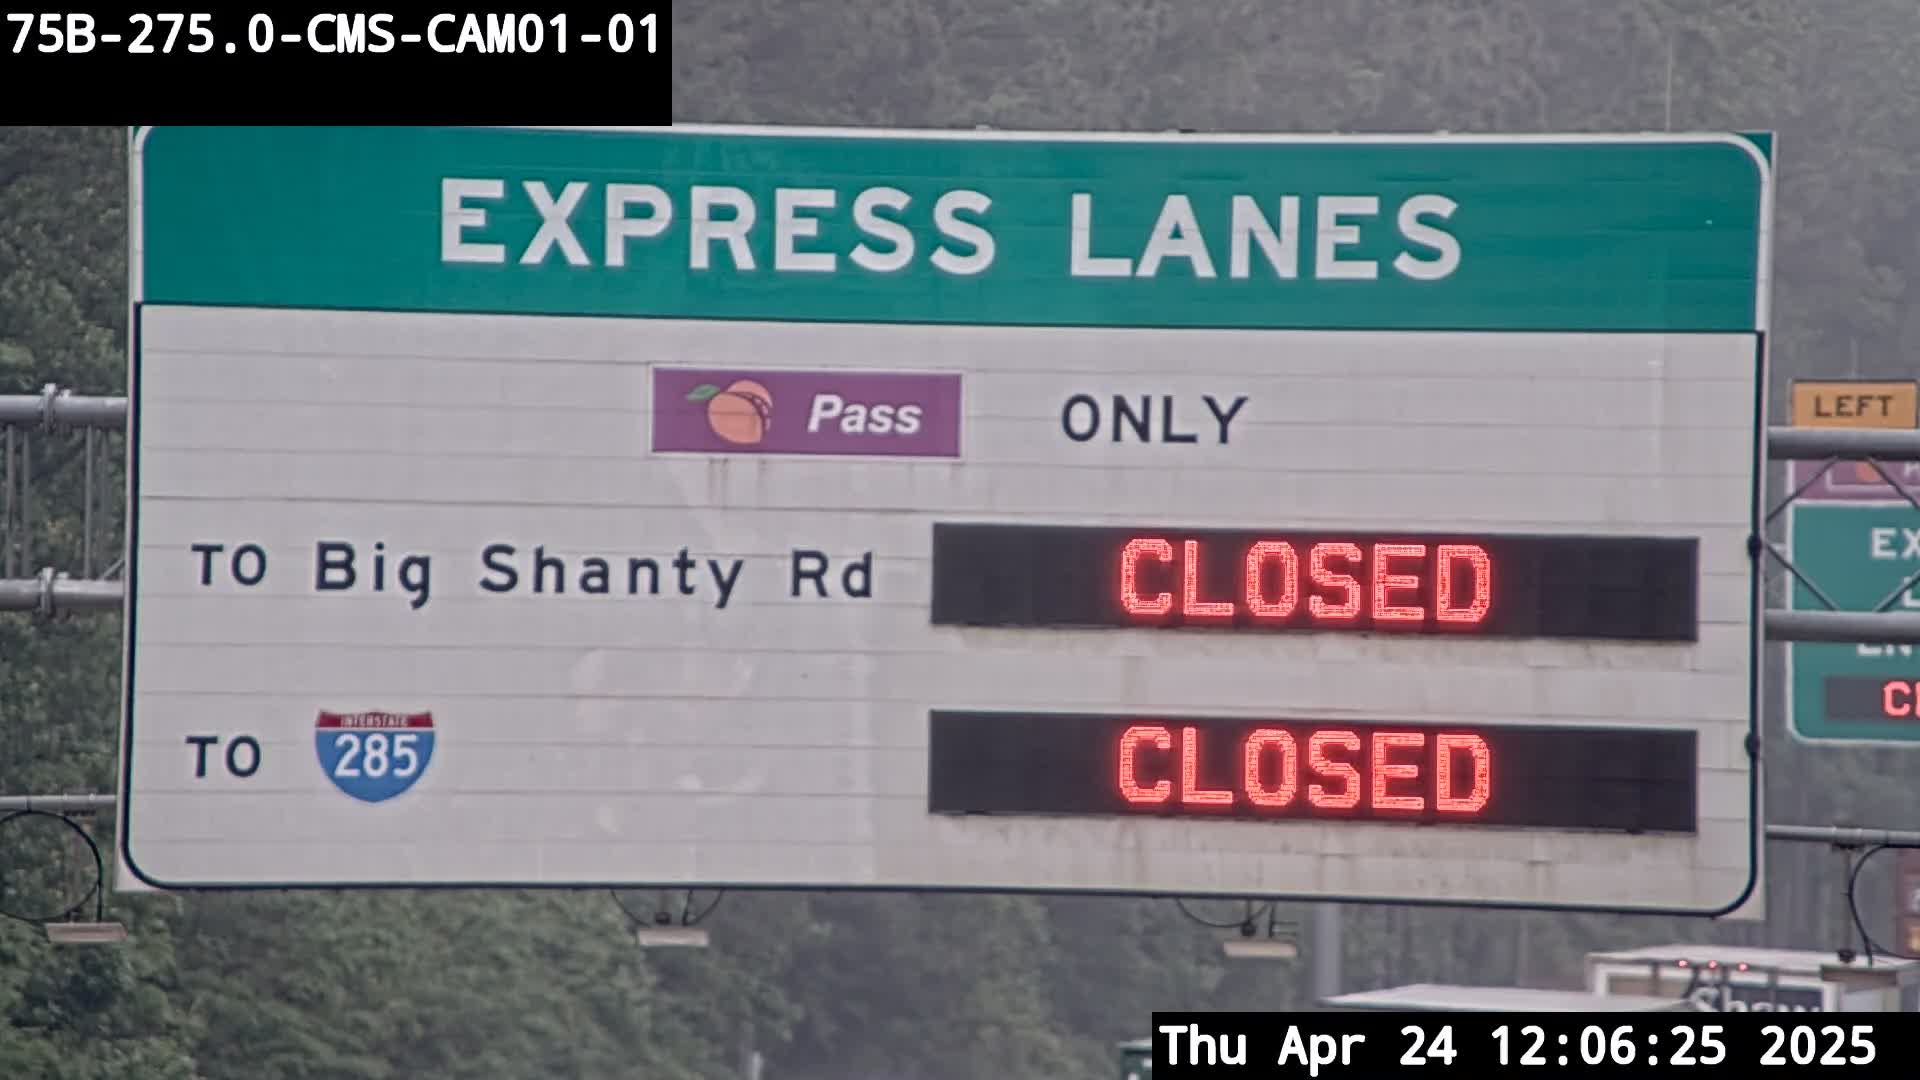 75B-275.0-CMS-CAM01-01
EXPRESS LANES
Pass ONLY
TO Big Shanty Rd CLOSED
TO INTERSTATE 285 CLOSED
LEFT
Thu Apr 24 12:06:25 2025